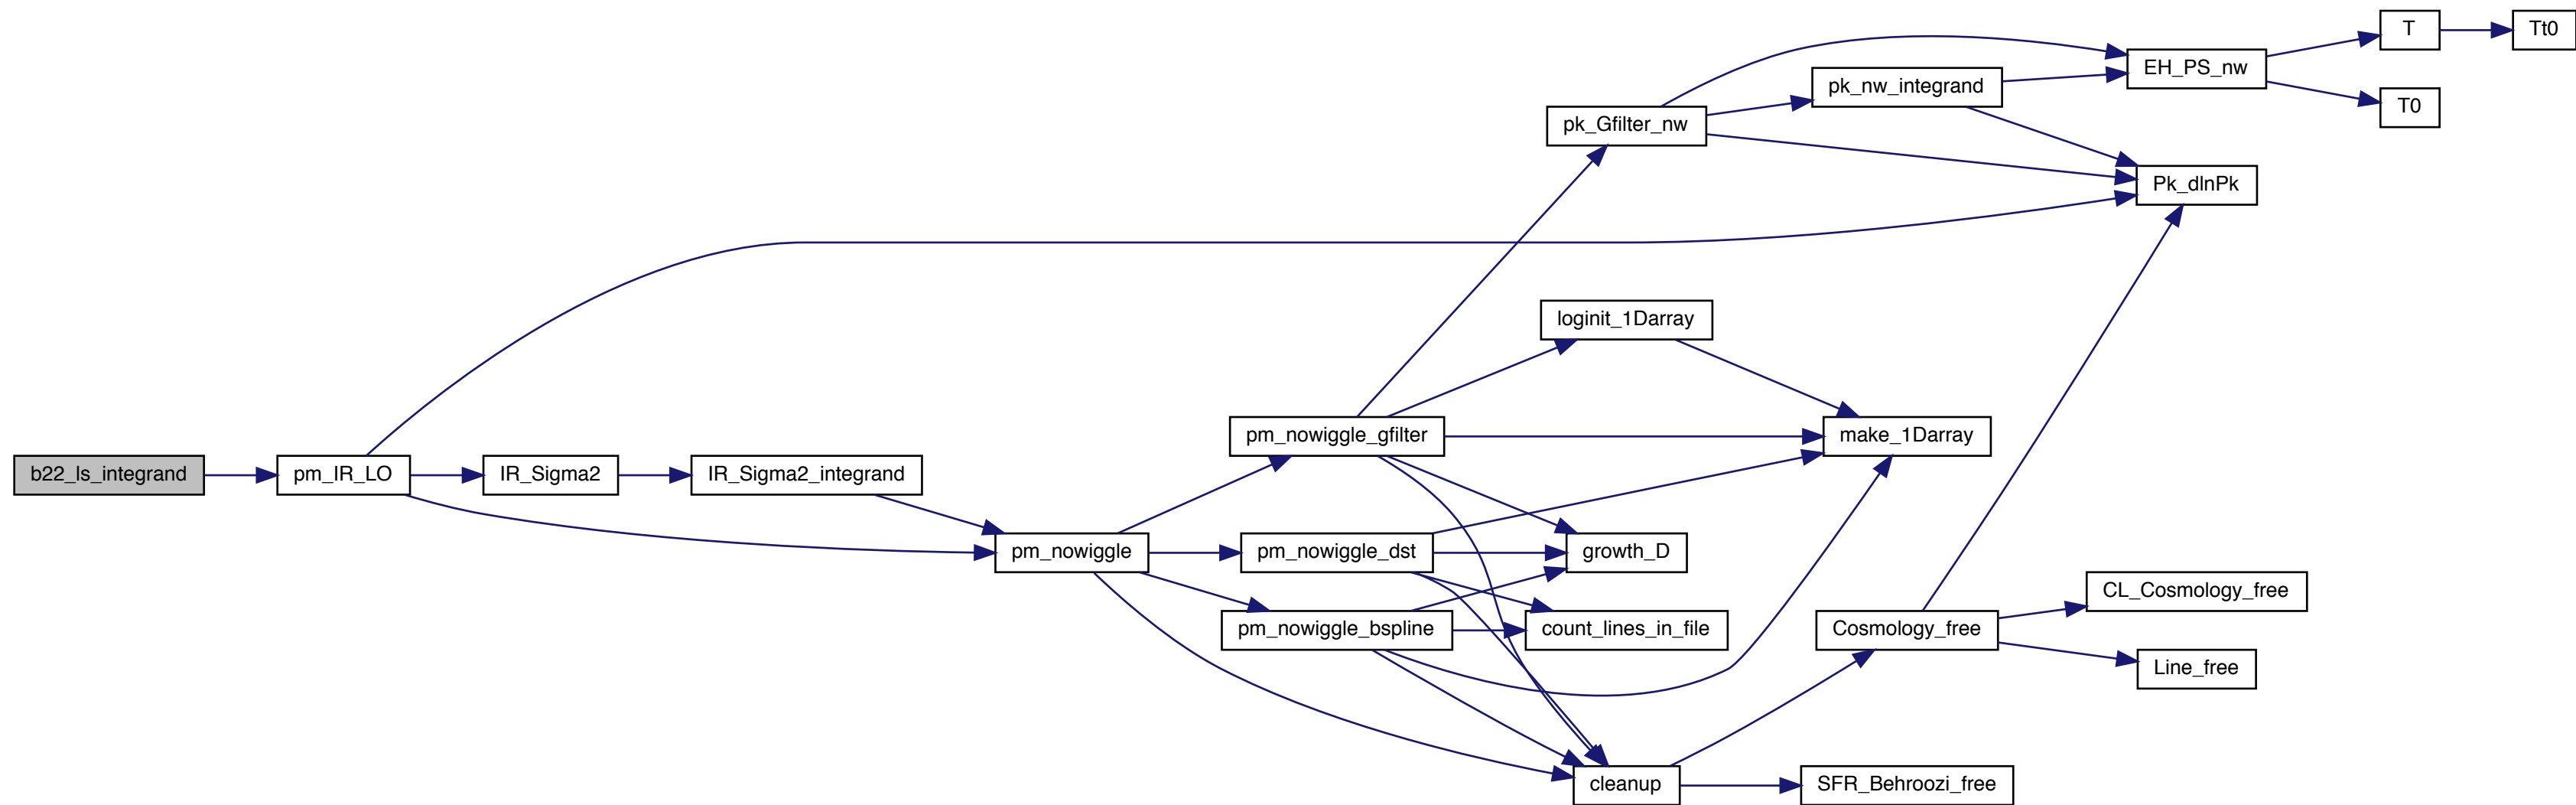 T
Tt0
EH_PS_nw
pk_nw_integrand
T0
pk_Gfilter_nw
Pk_dlnPk
loginit_1Darray
pm_nowiggle_gfilter
make_1Darray
b22_ls_integrand
pm_IR_LO
IR_Sigma2
IR_Sigma2_integrand
pm_nowiggle
pm_nowiggle_dst
growth_D
CL_Cosmology_free
pm_nowiggle_bspline
count_lines_in_file
Cosmology_free
Line_free
cleanup
SFR_Behroozi_free